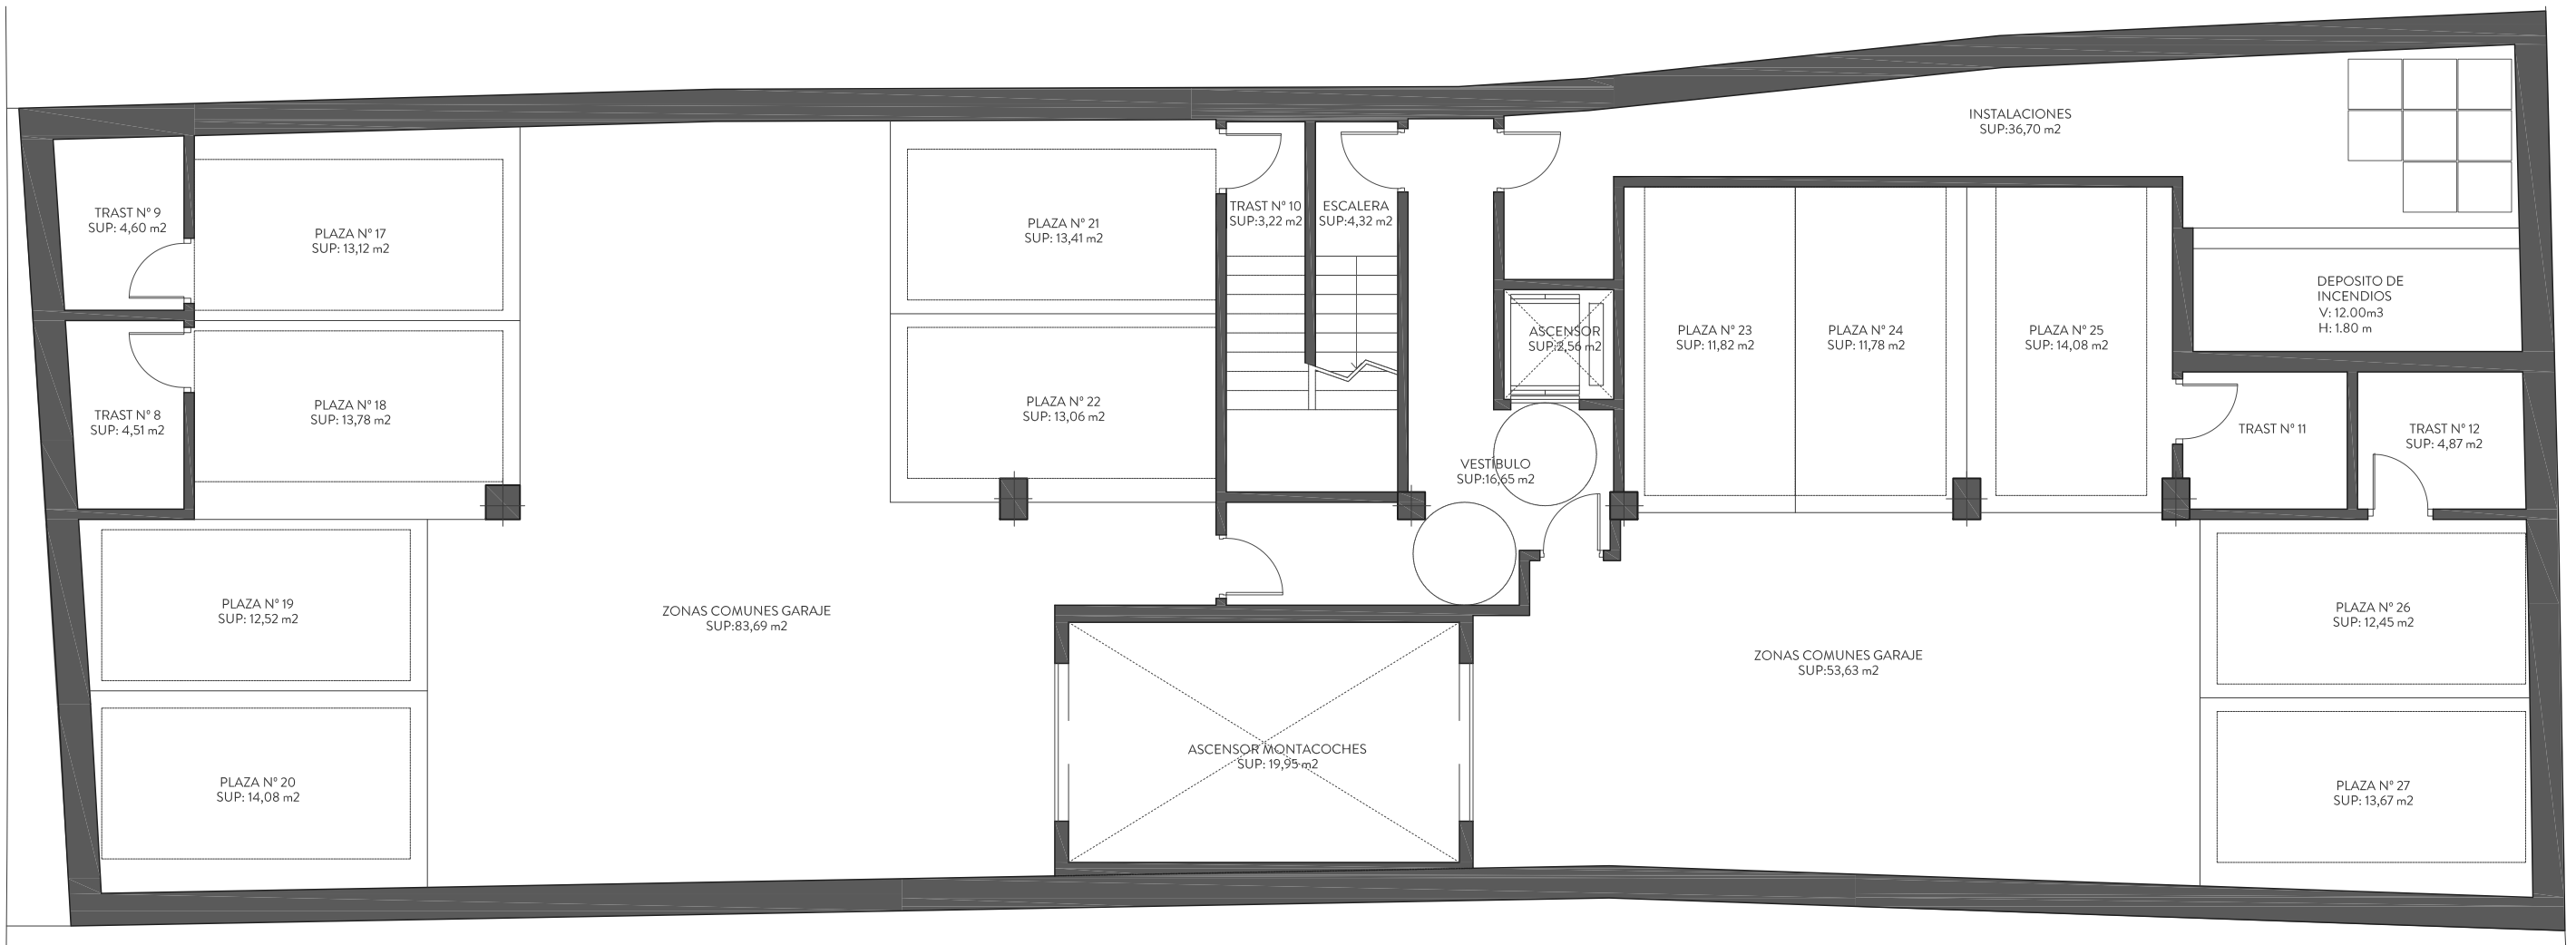 INSTALACIONES
SUP:36,70 m2
TRAST Nº 9
SUP: 4,60 m2
PLAZA Nº 17
SUP: 13,12 m2
PLAZA Nº 21
SUP: 13,41 m2
TRAST Nº 10
SUP:3,22 m2
ESCALERA
SUP:4,32 m2
DEPOSITO DE
INCENDIOS
V: 12.00m3
H: 1.80 m
ASCENSOR
SUP:2,56 m2
PLAZA Nº 23
SUP: 11,82 m2
PLAZA Nº 24
SUP: 11,78 m2
PLAZA Nº 25
SUP: 14,08 m2
TRAST Nº 8
SUP: 4,51 m2
PLAZA Nº 18
SUP: 13,78 m2
PLAZA Nº 22
SUP: 13,06 m2
TRAST Nº 11
TRAST Nº 12
SUP: 4,87 m2
VESTÍBULO
SUP:16,65 m2
PLAZA Nº 19
SUP: 12,52 m2
ZONAS COMUNES GARAJE
SUP:83,69 m2
PLAZA Nº 26
SUP: 12,45 m2
ZONAS COMUNES GARAJE
SUP:53,63 m2
ASCENSOR MONTACOCHES
SUP: 19,95 m2
PLAZA Nº 20
SUP: 14,08 m2
PLAZA Nº 27
SUP: 13,67 m2